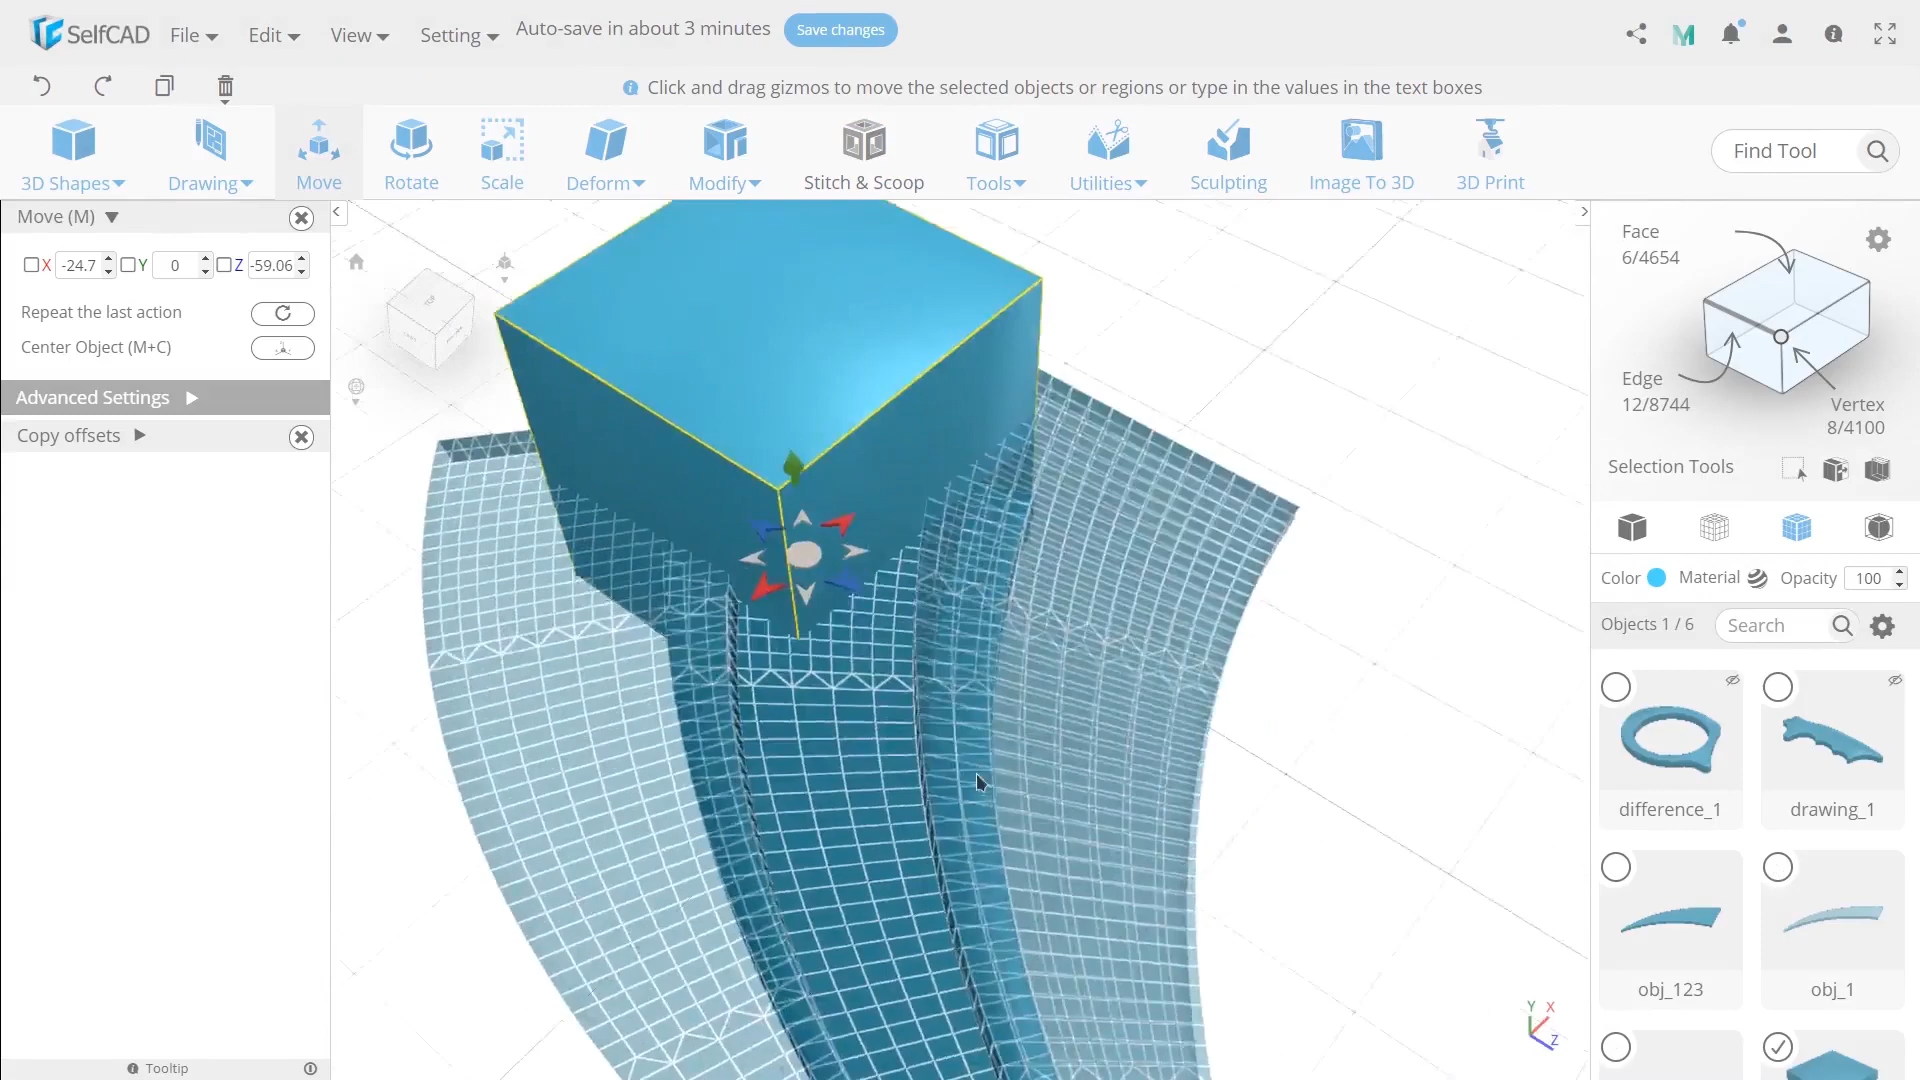 SelfCAD File Edit View Setting Auto-save in about 3 minutes Save changes
Click and drag gizmos to move the selected objects or regions or type in the values in the text boxes
3D Shapes Drawing Move Rotate Scale Deform Modify Stitch & Scoop Tools Utilities Sculpting Image To 3D 3D Print Find Tool
Move (M)
X -24.7 Y 0 Z -59.06
Repeat the last action
Center Object (M+C)
Advanced Settings
Copy offsets
Tooltip
Face
6/4654
Edge
12/8744
Vertex
8/4100
Selection Tools
Color Material Opacity 100
Objects 1 / 6 Search
difference_1 drawing_1
obj_123 obj_1
Y X
Z